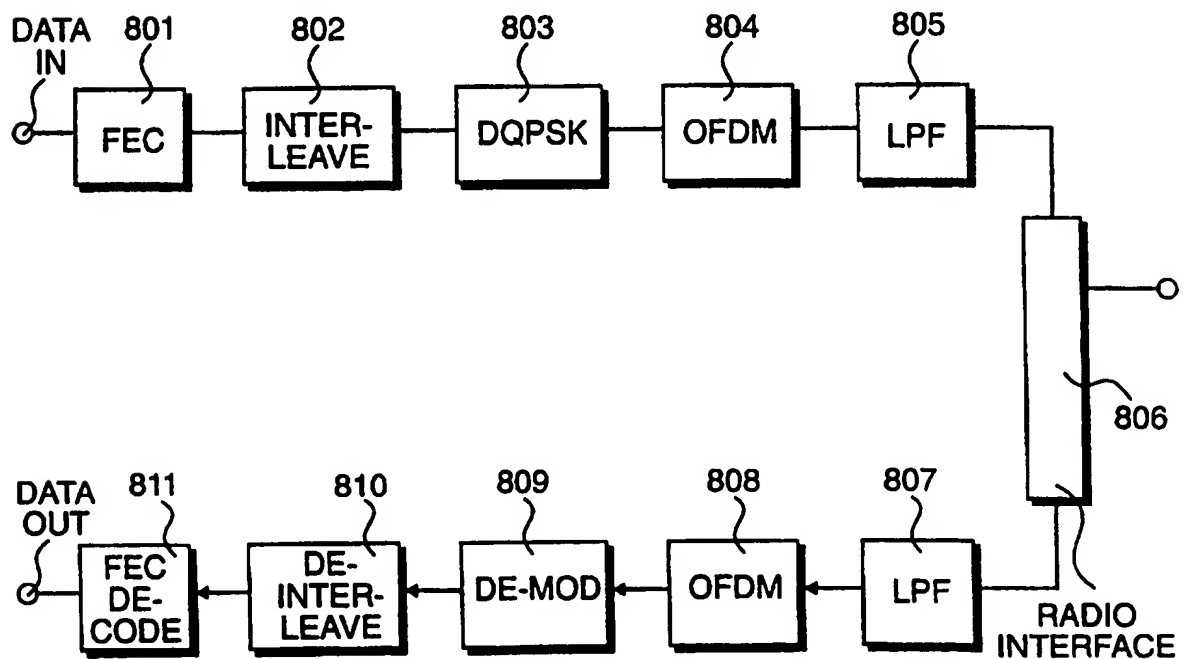 DATA
IN
801
802
803
804
805
FEC
INTER-
LEAVE
DQPSK
OFDM
LPF
806
DATA
OUT
811
810
809
808
807
FEC
DE-
CODE
DE-
INTER-
LEAVE
DE-MOD
OFDM
LPF
RADIO
INTERFACE